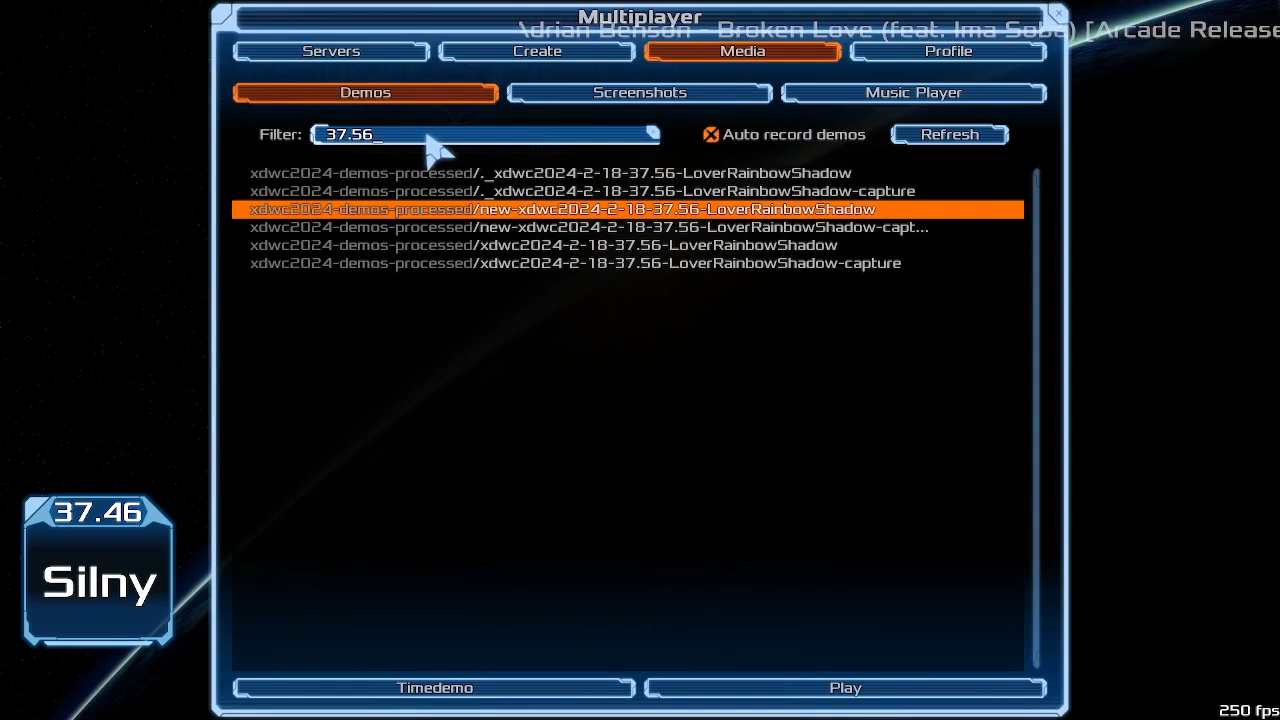 Multiplayer
Adrian Benson - Broken Love (feat. Ima Sobé) [Arcade Release
Servers Create Media Profile
Demos Screenshots Music Player
Filter: 37.56_ Auto record demos Refresh
xdwc2024-demos-processed/._xdwc2024-2-18-37.56-LoverRainbowShadow
xdwc2024-demos-processed/._xdwc2024-2-18-37.56-LoverRainbowShadow-capture
xdwc2024-demos-processed/new-xdwc2024-2-18-37.56-LoverRainbowShadow
xdwc2024-demos-processed/new-xdwc2024-2-18-37.56-LoverRainbowShadow-capt...
xdwc2024-demos-processed/xdwc2024-2-18-37.56-LoverRainbowShadow
xdwc2024-demos-processed/xdwc2024-2-18-37.56-LoverRainbowShadow-capture
37.46
Silny
Timedemo Play
250 fps